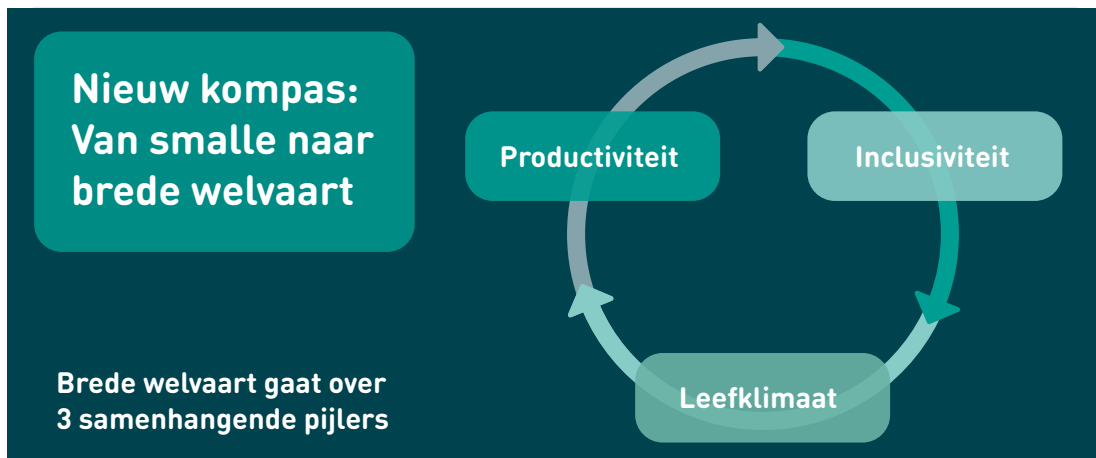 Nieuw kompas:
Van smalle naar
brede welvaart
Productiviteit
Inclusiviteit
Leefklimaat
Brede welvaart gaat over
3 samenhangende pijlers